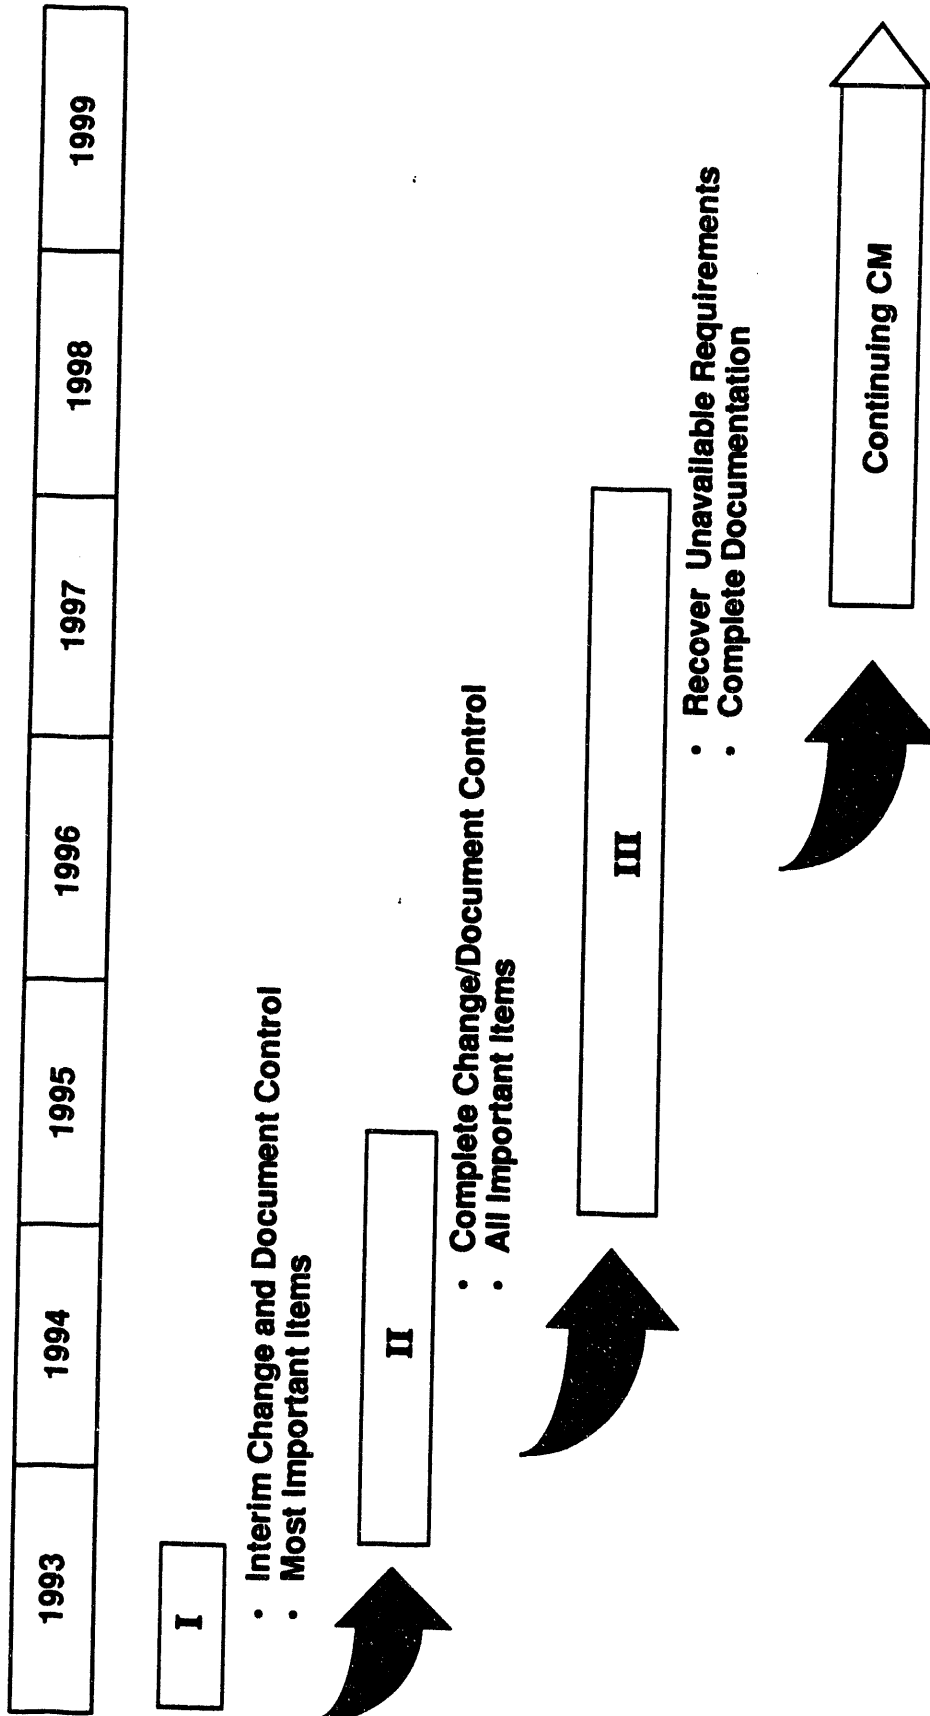 1993 1994 1995 1996 1997 1998 1999
I
• Interim Change and Document Control
• Most Important Items
II
• Complete Change/Document Control
• All Important Items
III
• Recover Unavailable Requirements
• Complete Documentation
Continuing CM